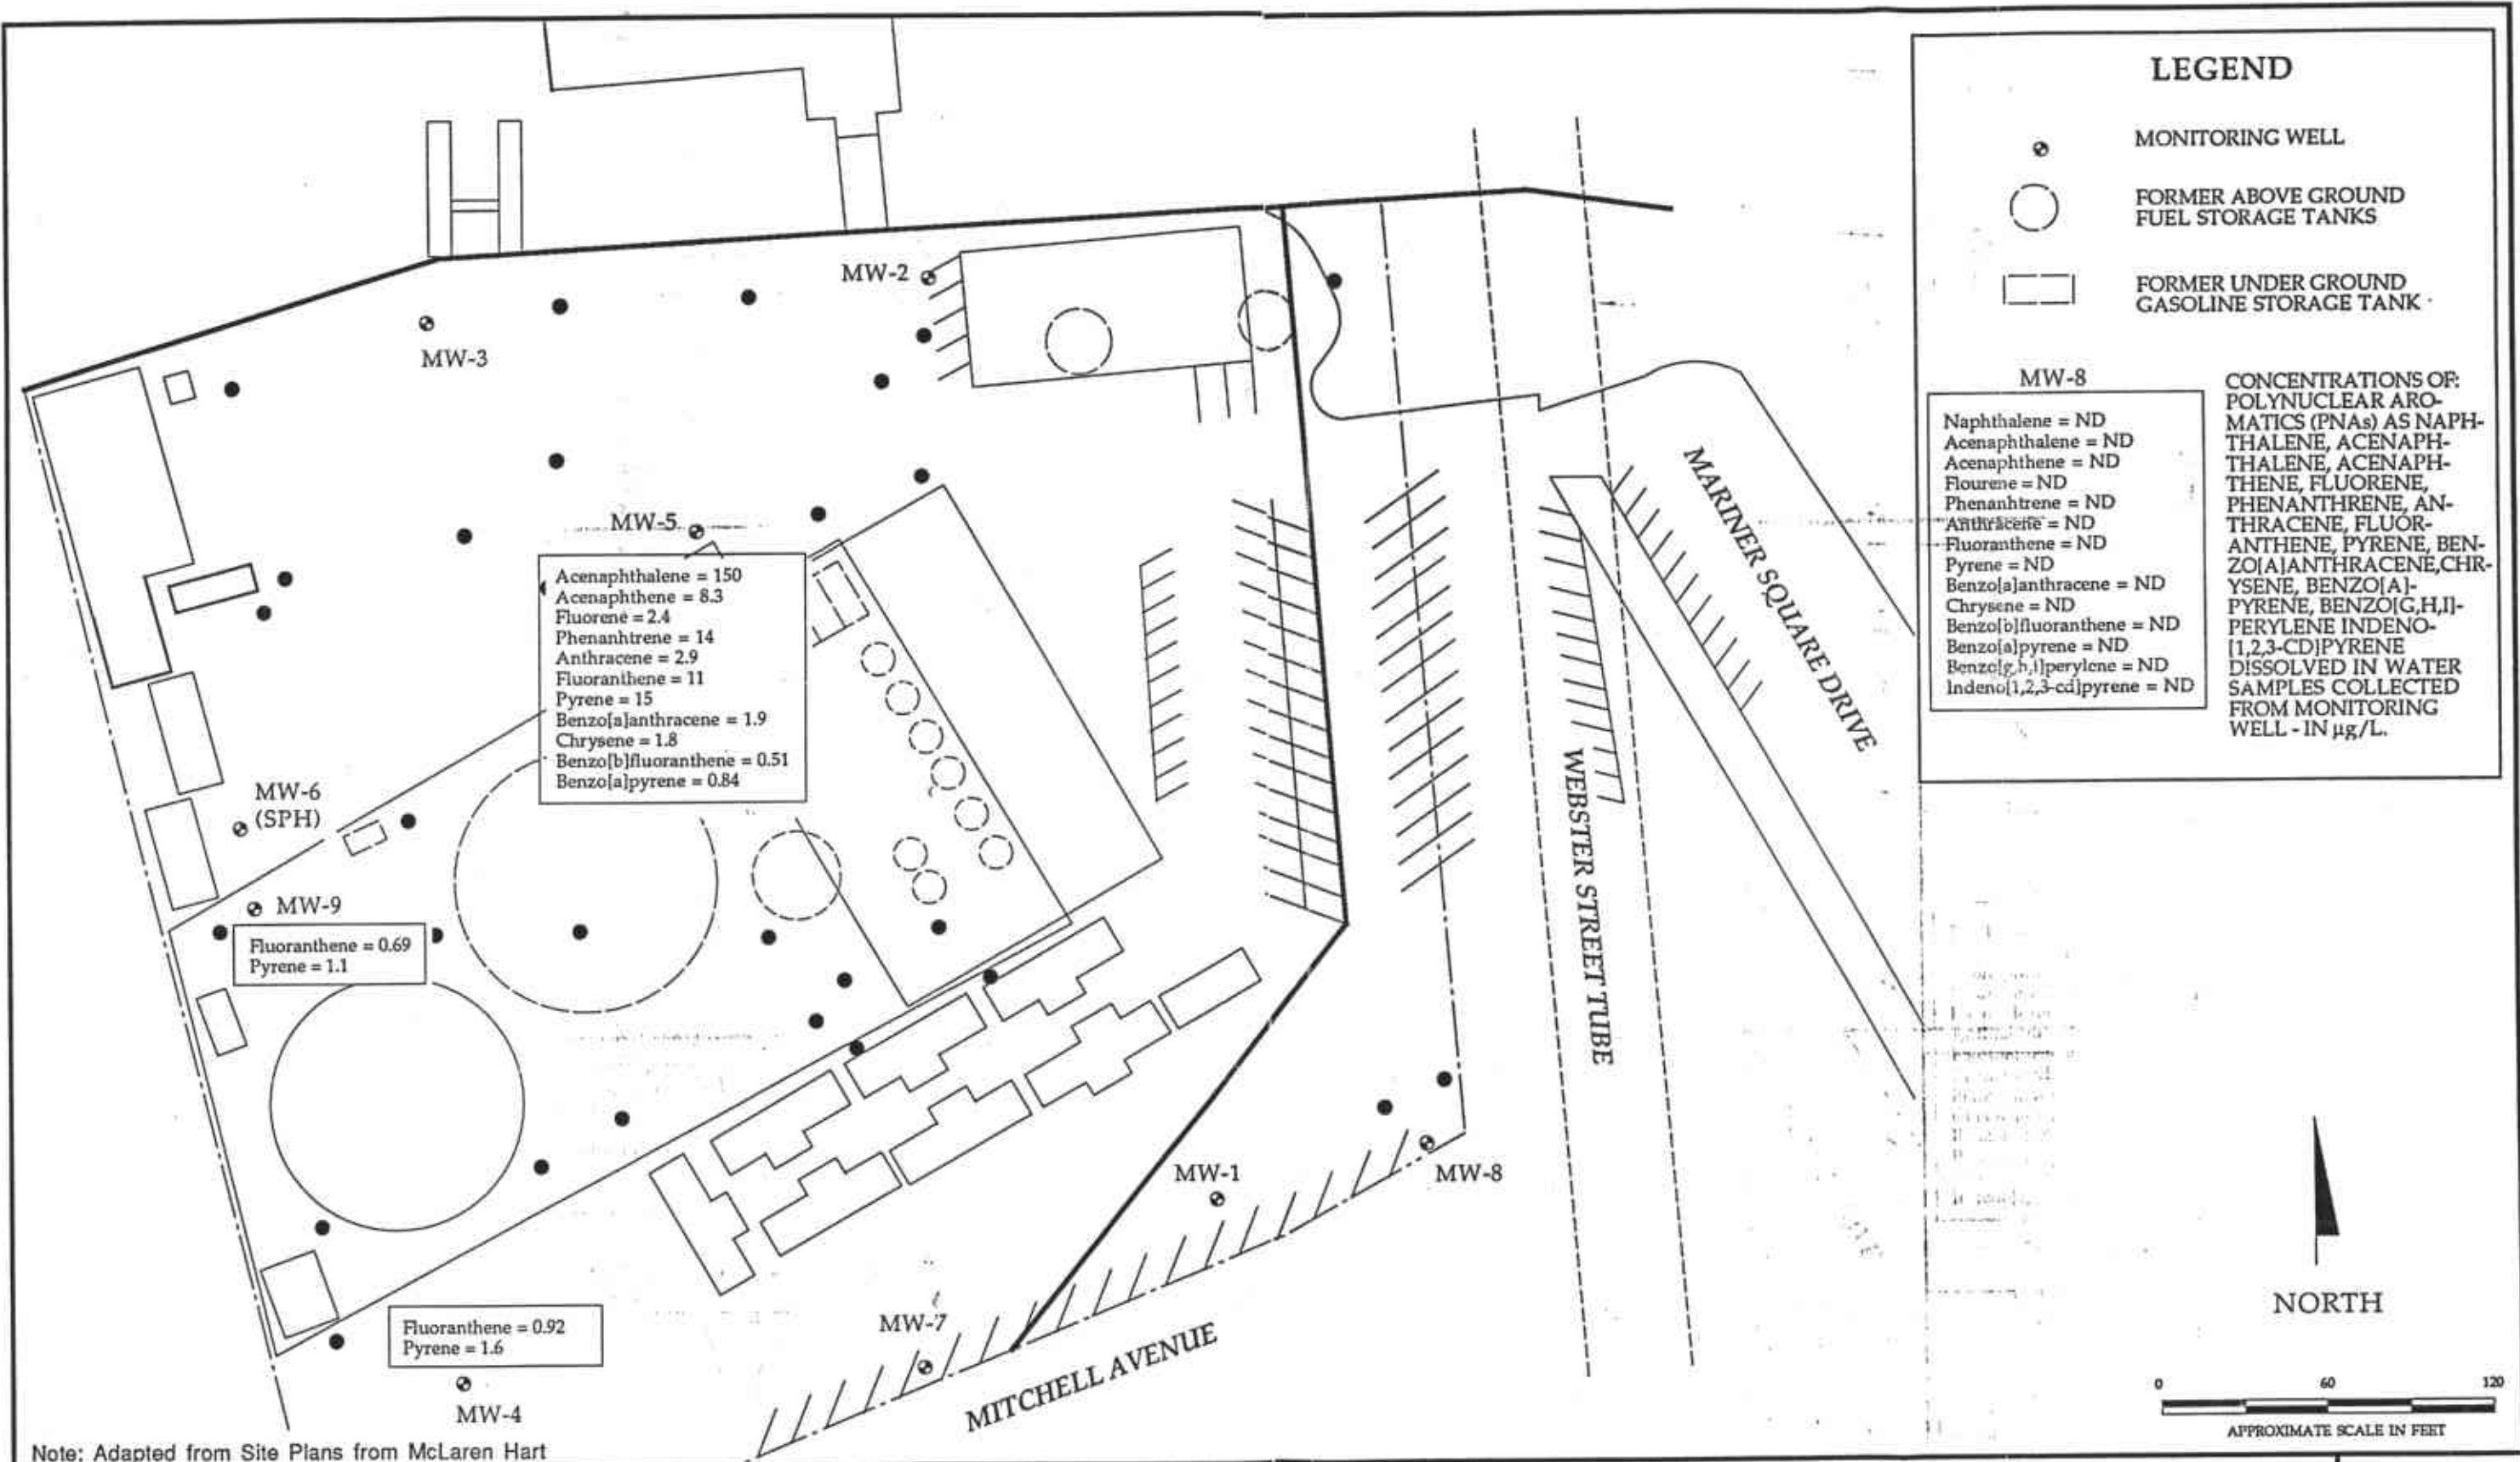 LEGEND
MONITORING WELL
FORMER ABOVE GROUND
FUEL STORAGE TANKS
FORMER UNDER GROUND
GASOLINE STORAGE TANK
MW-8
Naphthalene = ND
Acenaphthalene = ND
Acenaphthene = ND
Flourene = ND
Phenanhtrene = ND
Anthracene = ND
Fluoranthene = ND
Pyrene = ND
Benzo[a]anthracene = ND
Chrysene = ND
Benzo[b]fluoranthene = ND
Benzo[a]pyrene = ND
Benzo[g,h,i]perylene = ND
Indeno[1,2,3-cd]pyrene = ND
CONCENTRATIONS OF:
POLYNUCLEAR ARO-
MATICS (PNAs) AS NAPH-
THALENE, ACENAPH-
THALENE, ACENAPH-
THENE, FLUORENE,
PHENANTHRENE, AN-
THRACENE, FLUOR-
ANTHENE, PYRENE, BEN-
ZO[A]ANTHRACENE,CHR-
YSENE, BENZO[A]-
PYRENE, BENZO[G,H,I]-
PERYLENE INDENO-
[1,2,3-CD]PYRENE
DISSOLVED IN WATER
SAMPLES COLLECTED
FROM MONITORING
WELL - IN µg/L.
MW-2
MW-3
MW-5
Acenaphthalene = 150
Acenaphthene = 8.3
Fluorene = 2.4
Phenanhtrene = 14
Anthracene = 2.9
Fluoranthene = 11
Pyrene = 15
Benzo[a]anthracene = 1.9
Chrysene = 1.8
Benzo[b]fluoranthene = 0.51
Benzo[a]pyrene = 0.84
MARINER SQUARE DRIVE
WEBSTER STREET TUBE
MW-6
(SPH)
MW-9
Fluoranthene = 0.69
Pyrene = 1.1
MW-1
MW-8
MW-7
MITCHELL AVENUE
Fluoranthene = 0.92
Pyrene = 1.6
MW-4
NORTH
0 60 120
APPROXIMATE SCALE IN FEET
Note: Adapted from Site Plans from McLaren Hart